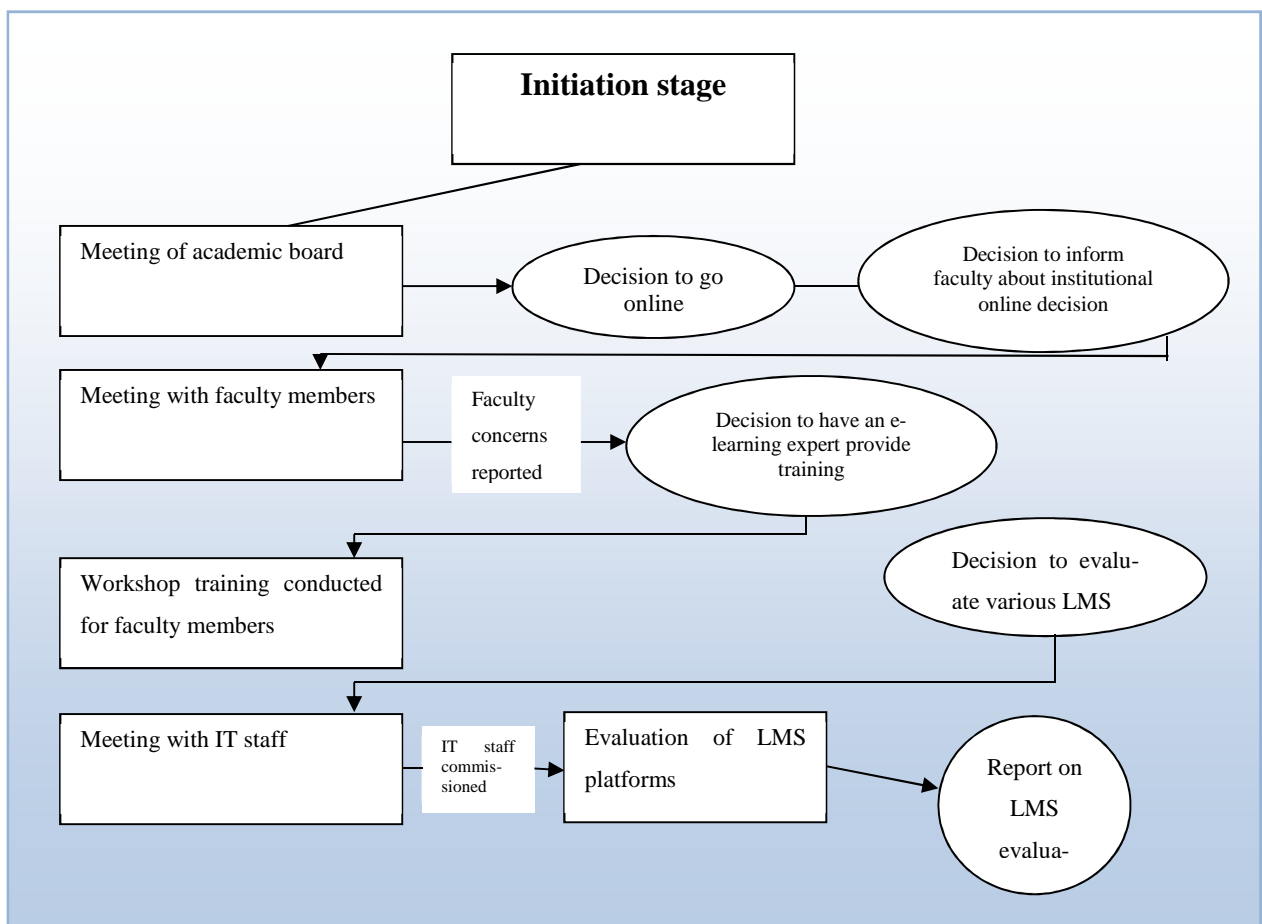 Initiation stage
Meeting of academic board
Decision to go
online
Decision to inform
faculty about institutional
online decision
Meeting with faculty members
Faculty
concerns
reported
Decision to have an e-
learning expert provide
training
Workshop training conducted
for faculty members
Decision to evalu-
ate various LMS
Meeting with IT staff
IT staff
commis-
sioned
Evaluation of LMS
platforms
Report on
LMS
evalua-